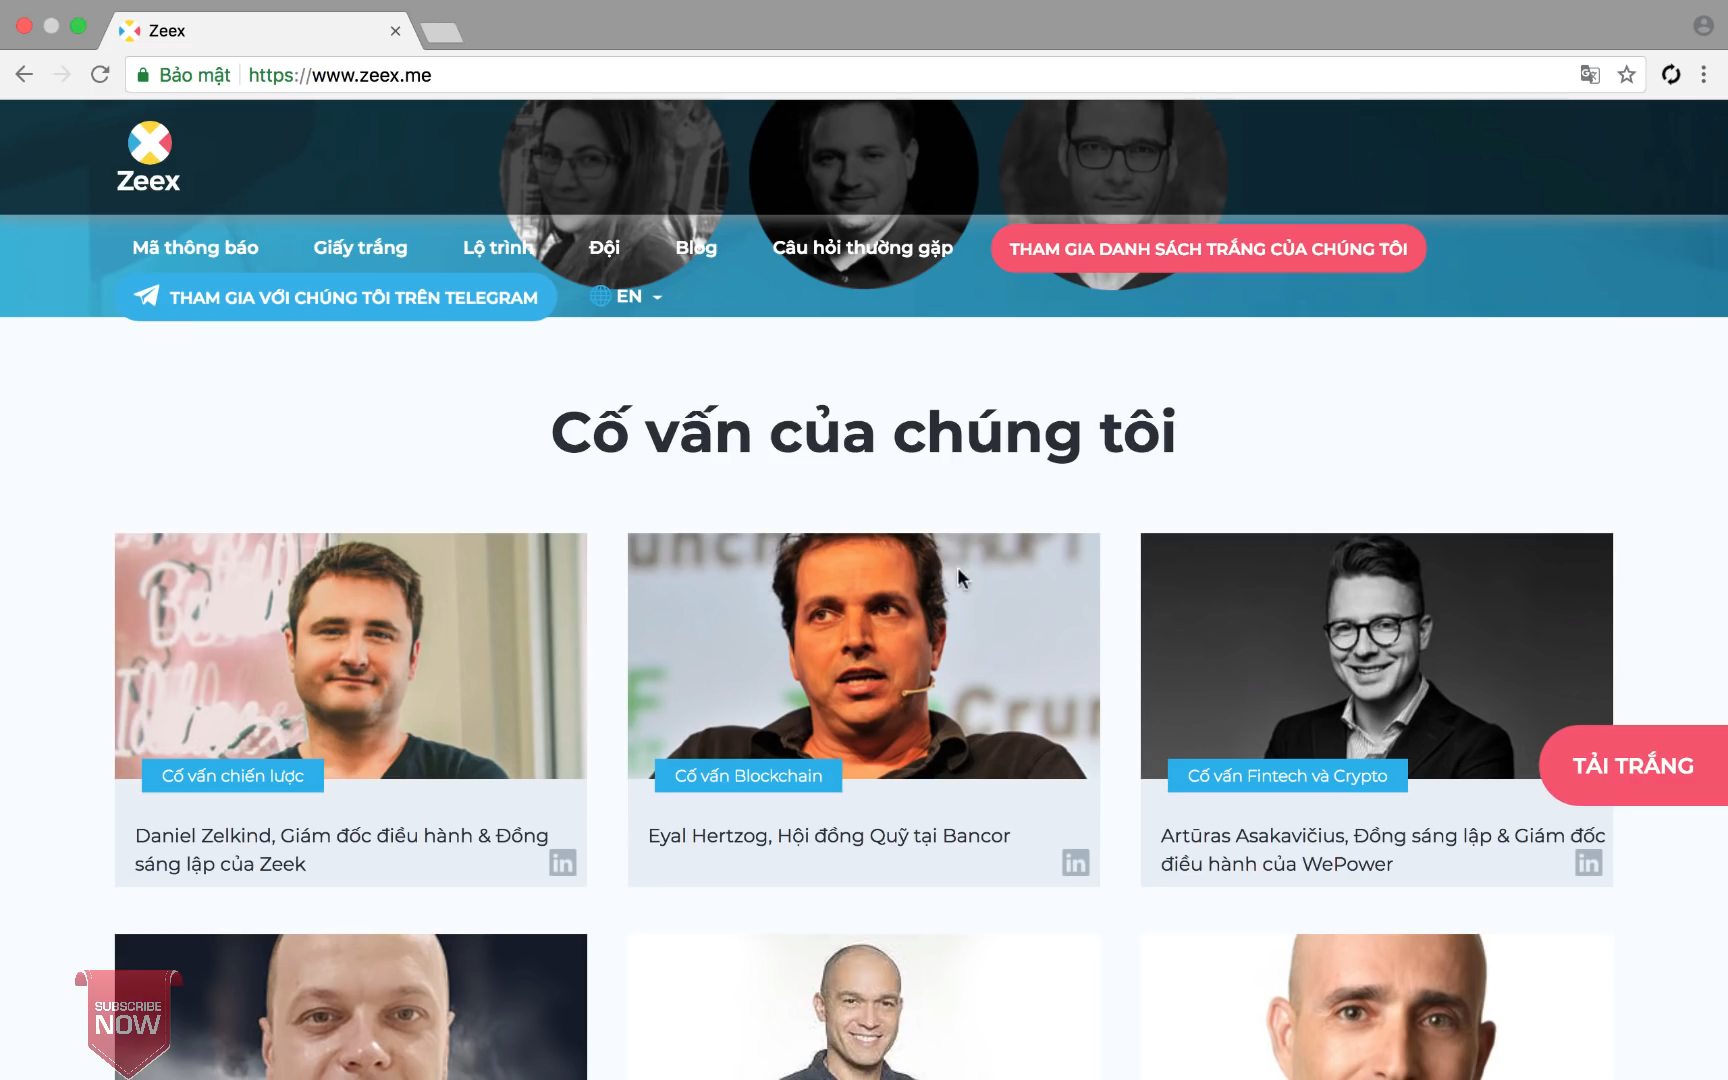 Zeex
Bảo mật https://www.zeex.me
Zeex
Mã thông báo Giấy trắng Lộ trình Đội Blog Câu hỏi thường gặp THAM GIA DANH SÁCH TRẮNG CỦA CHÚNG TÔI
THAM GIA VỚI CHÚNG TÔI TRÊN TELEGRAM EN
Cố vấn của chúng tôi
Cố vấn chiến lược
Cố vấn Blockchain
Cố vấn Fintech và Crypto
TẢI TRẮNG
Daniel Zelkind, Giám đốc điều hành & Đồng
sáng lập của Zeek
in
Eyal Hertzog, Hội đồng Quỹ tại Bancor
in
Artūras Asakavičius, Đồng sáng lập & Giám đốc
điều hành của WePower
in
SUBSCRIBE
NOW